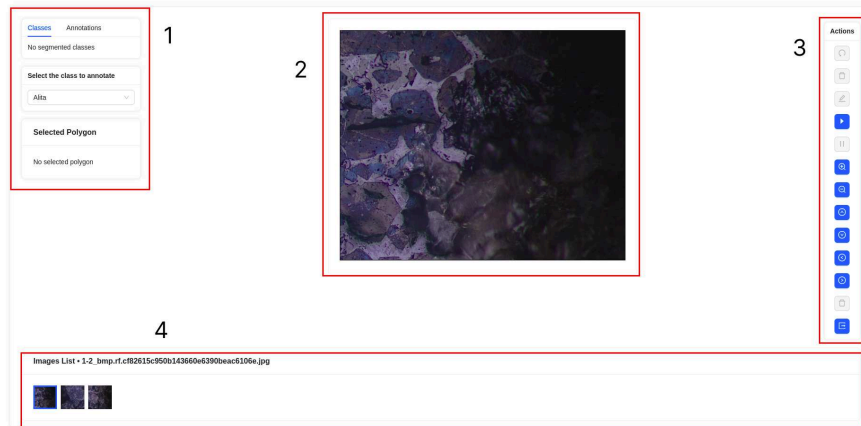 Classes Annotations
No segmented classes
Select the class to annotate
Alita
Selected Polygon
No selected polygon
1
2
3
Actions
4
Images List • 1-2_bmp.rf.cf82615c950b143660e6390beac6106e.jpg